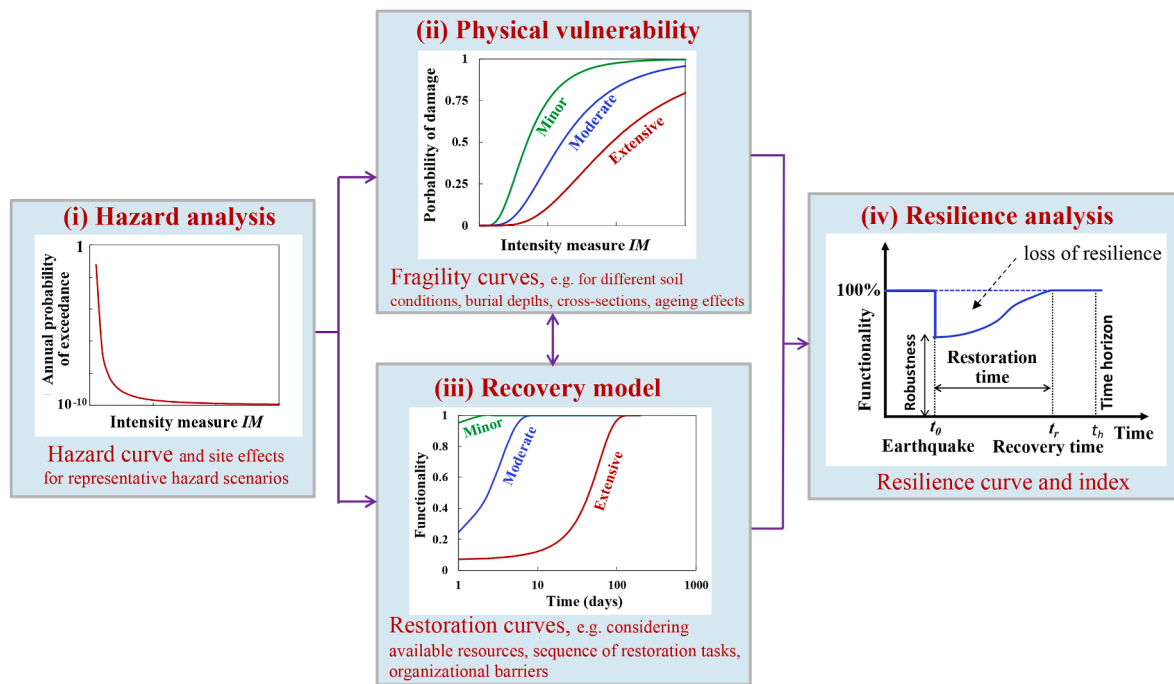 (i) Hazard analysis
1
Annual probability
of exceedance
10⁻¹⁰
Intensity measure IM
Hazard curve and site effects
for representative hazard scenarios
(ii) Physical vulnerability
Porbability of damage
1
0.75
0.5
0.25
0
Minor
Moderate
Extensive
Intensity measure IM
Fragility curves, e.g. for different soil
conditions, burial depths, cross-sections, ageing effects
(iii) Recovery model
Functionality
1
0.8
0.6
0.4
0.2
0
Minor
Moderate
Extensive
1
10
100
1000
Time (days)
Restoration curves, e.g. considering
available resources, sequence of restoration tasks,
organizational barriers
(iv) Resilience analysis
loss of resilience
100%
Functionality
Robustness
Restoration
time
Time horizon
t₀
tᵣ
tₕ
Time
Earthquake
Recovery time
Resilience curve and index